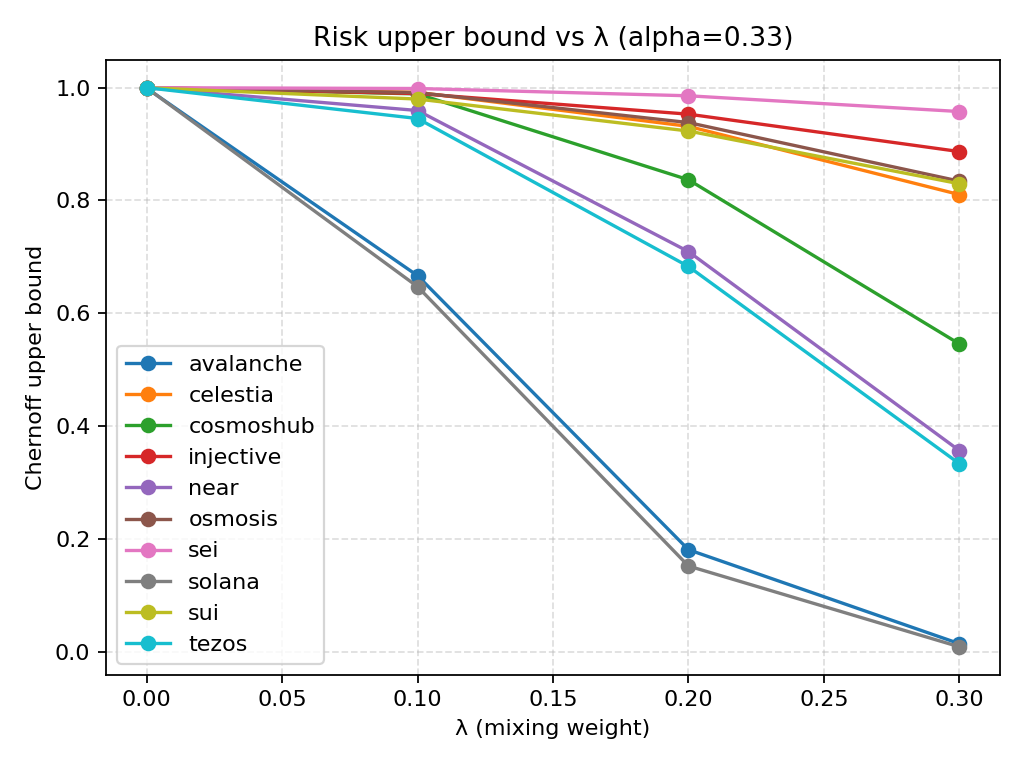 Risk upper bound vs λ (alpha=0.33)
Chernoff upper bound
1.0
0.8
0.6
0.4
0.2
0.0
avalanche
celestia
cosmoshub
injective
near
osmosis
sei
solana
sui
tezos
0.00 0.05 0.10 0.15 0.20 0.25 0.30
λ (mixing weight)